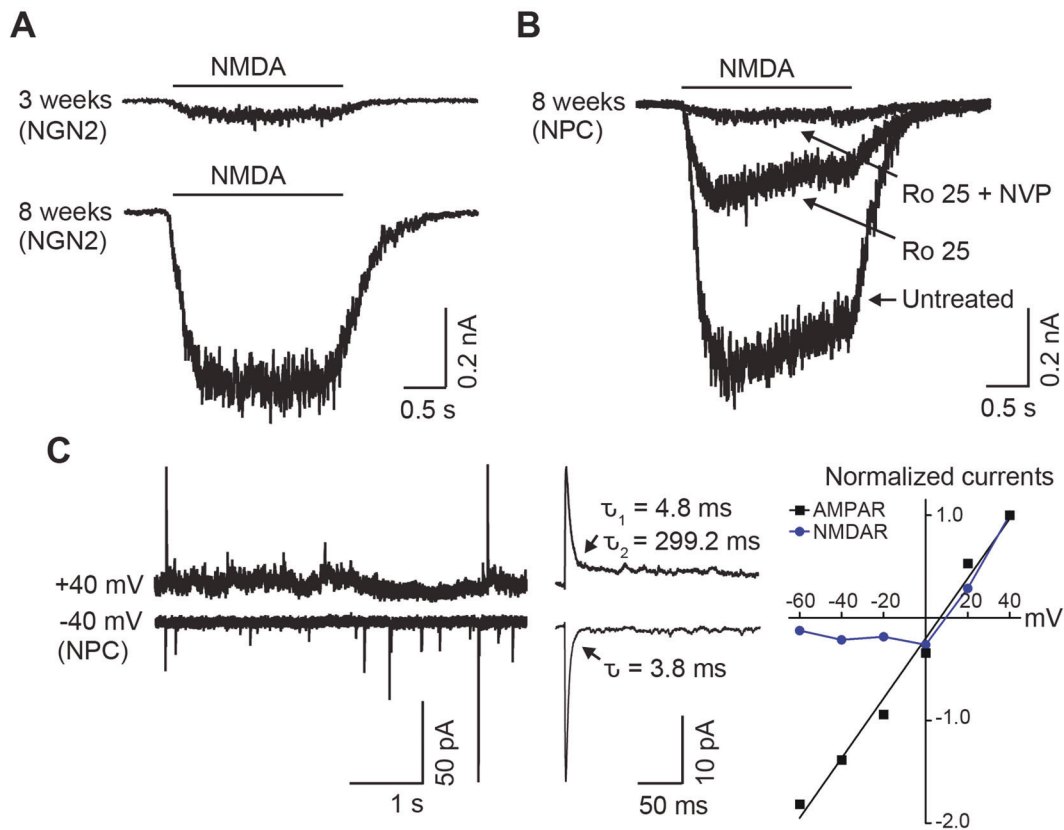 A
NMDA
3 weeks
(NGN2)
NMDA
8 weeks
(NGN2)
0.2 nA
0.5 s
B
NMDA
8 weeks
(NPC)
Ro 25 + NVP
Ro 25
Untreated
0.2 nA
0.5 s
C
+40 mV
-40 mV
(NPC)
50 pA
1 s
τ1 = 4.8 ms
τ2 = 299.2 ms
τ = 3.8 ms
10 pA
50 ms
Normalized currents
AMPAR
NMDAR
1.0
-60 -40 -20 0 20 40 mV
-1.0
-2.0